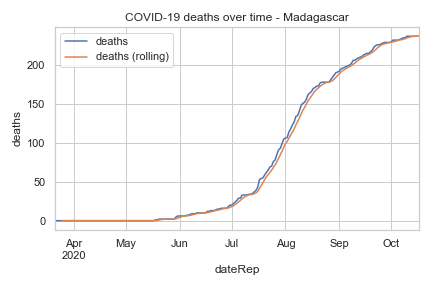 COVID-19 deaths over time - Madagascar
deaths
deaths (rolling)
200
150
100
50
0
deaths
Apr May Jun Jul Aug Sep Oct
2020
dateRep